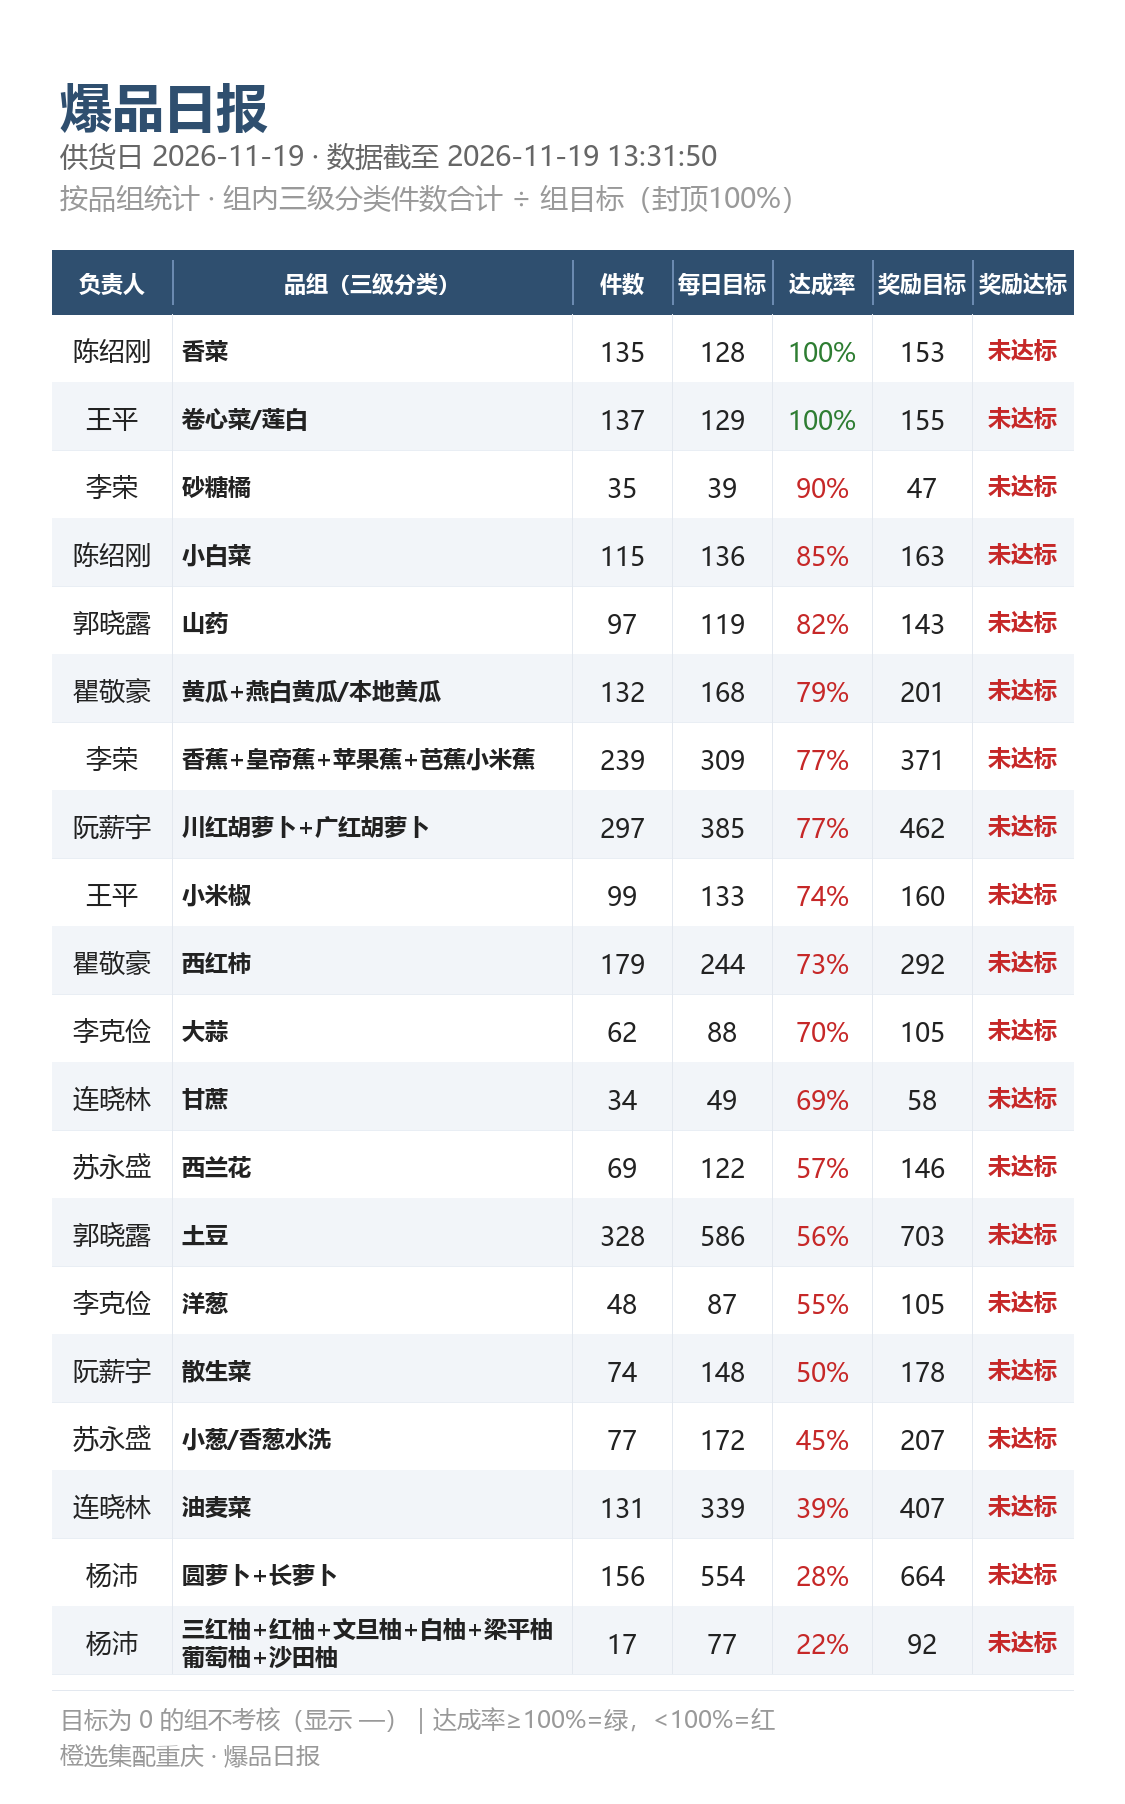 爆品日报
供货日 2026-11-19 · 数据截至 2026-11-19 13:31:50
按品组统计 · 组内三级分类件数合计 ÷ 组目标（封顶100%）
负责人 品组（三级分类） 件数 每日目标 达成率 奖励目标 奖励达标
陈绍刚 香菜 135 128 100% 153 未达标
王平 卷心菜/莲白 137 129 100% 155 未达标
李荣 砂糖橘 35 39 90% 47 未达标
陈绍刚 小白菜 115 136 85% 163 未达标
郭晓露 山药 97 119 82% 143 未达标
瞿敬豪 黄瓜+燕白黄瓜/本地黄瓜 132 168 79% 201 未达标
李荣 香蕉+皇帝蕉+苹果蕉+芭蕉小米蕉 239 309 77% 371 未达标
阮薪宇 川红胡萝卜+广红胡萝卜 297 385 77% 462 未达标
王平 小米椒 99 133 74% 160 未达标
瞿敬豪 西红柿 179 244 73% 292 未达标
李克俭 大蒜 62 88 70% 105 未达标
连晓林 甘蔗 34 49 69% 58 未达标
苏永盛 西兰花 69 122 57% 146 未达标
郭晓露 土豆 328 586 56% 703 未达标
李克俭 洋葱 48 87 55% 105 未达标
阮薪宇 散生菜 74 148 50% 178 未达标
苏永盛 小葱/香葱水洗 77 172 45% 207 未达标
连晓林 油麦菜 131 339 39% 407 未达标
杨沛 圆萝卜+长萝卜 156 554 28% 664 未达标
杨沛 三红柚+红柚+文旦柚+白柚+梁平柚 17 77 22% 92 未达标
葡萄柚+沙田柚
目标为 0 的组不考核（显示 —）｜达成率≥100%=绿，<100%=红
橙选集配重庆 · 爆品日报